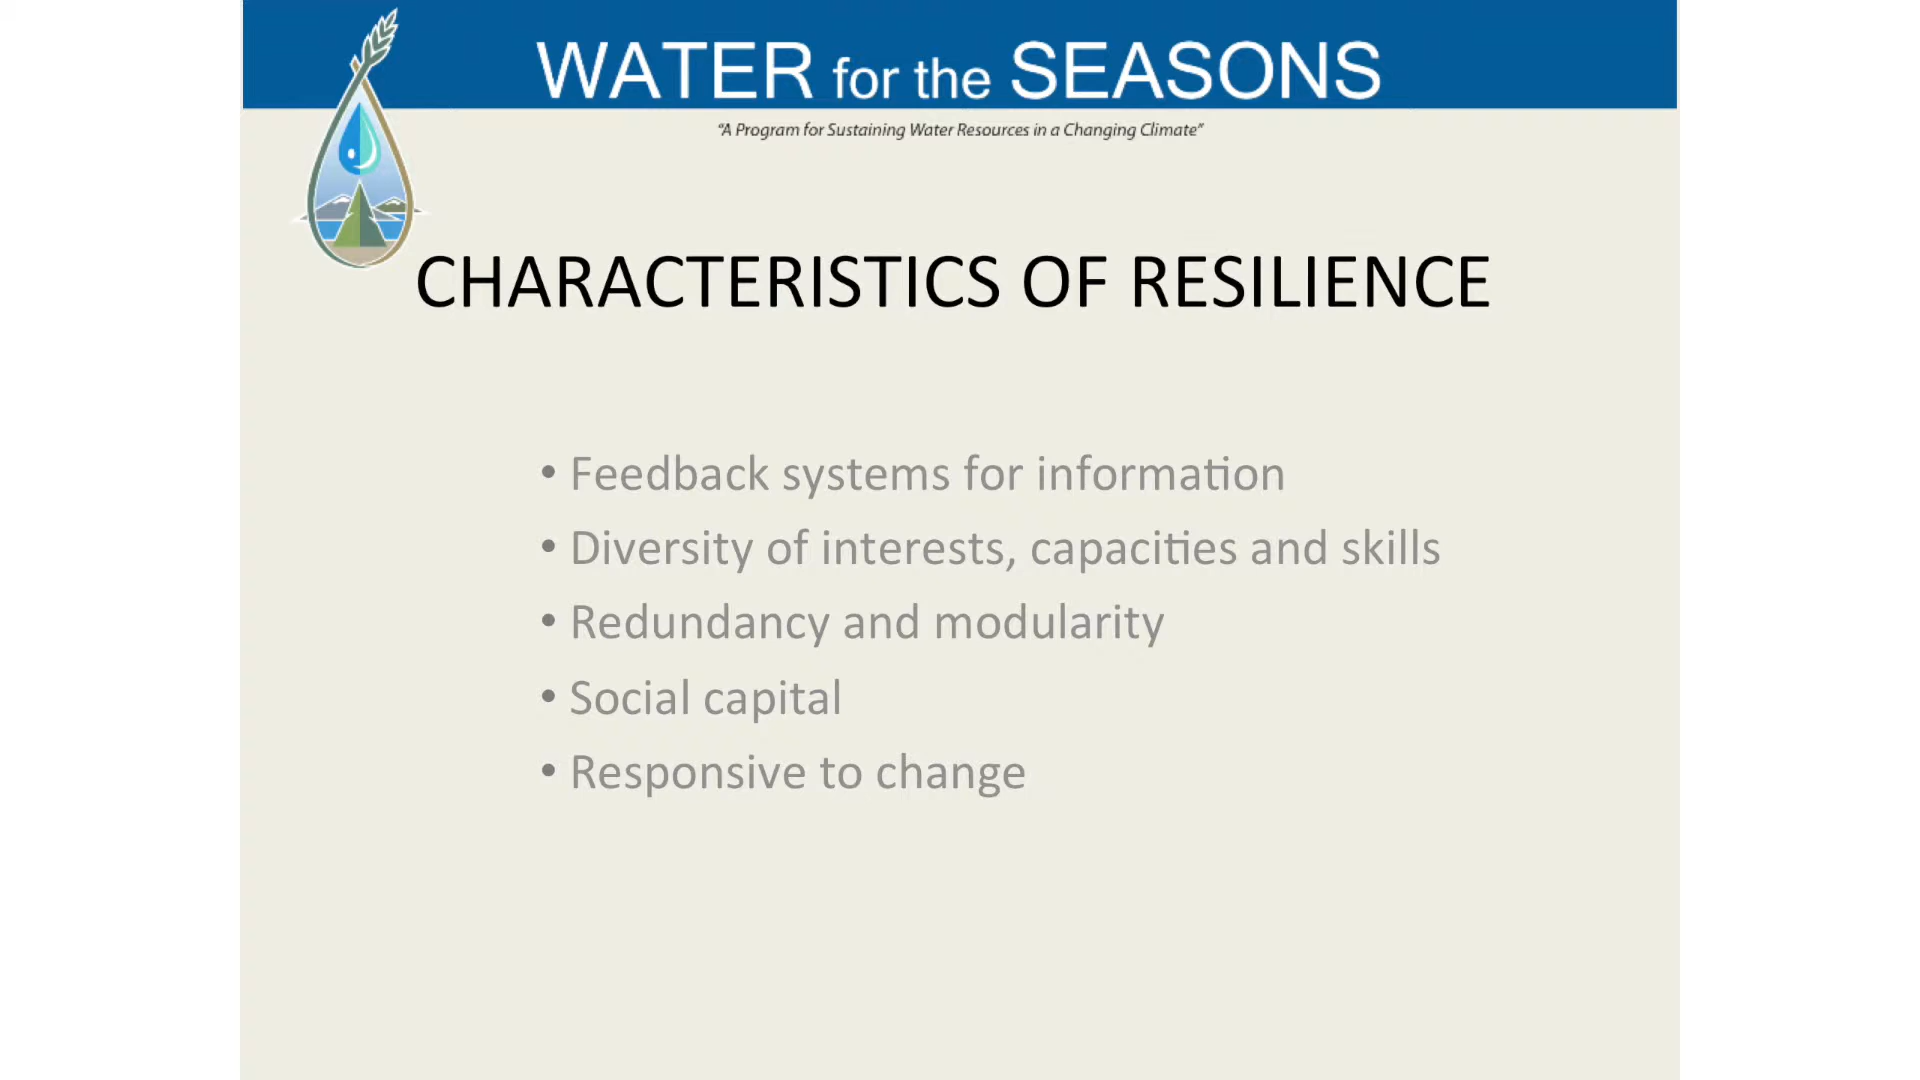 WATER for the SEASONS
“A Program for Sustaining Water Resources in a Changing Climate”
CHARACTERISTICS OF RESILIENCE
• Feedback systems for information
• Diversity of interests, capacities and skills
• Redundancy and modularity
• Social capital
• Responsive to change